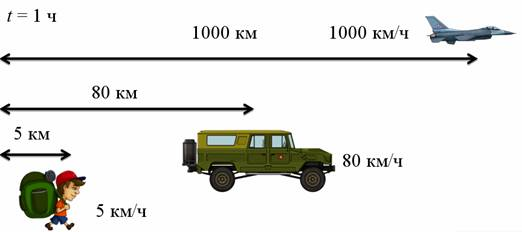 t = 1 ч
1000 км 1000 км/ч
80 км
5 км
80 км/ч
5 км/ч